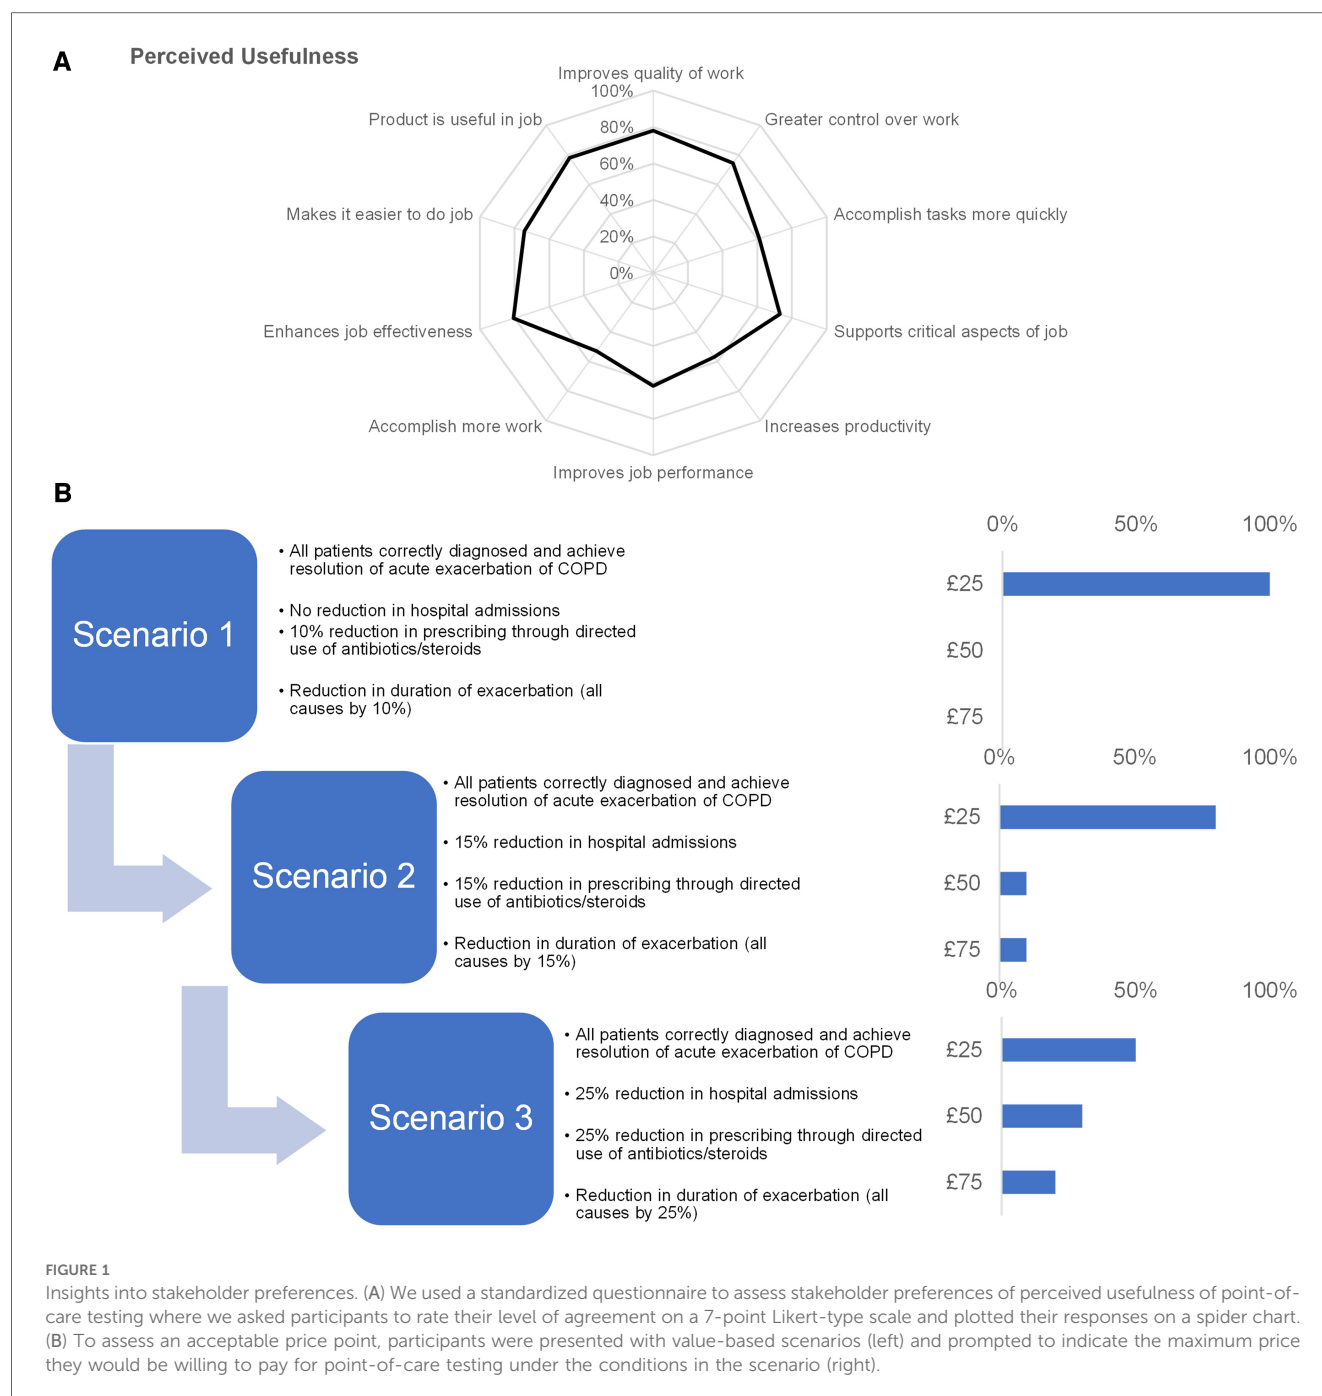 A
Perceived Usefulness
Improves quality of work
100%
80%
60%
40%
20%
0%
Greater control over work
Accomplish tasks more quickly
Supports critical aspects of job
Increases productivity
Improves job performance
Accomplish more work
Enhances job effectiveness
Makes it easier to do job
Product is useful in job
B
Scenario 1
• All patients correctly diagnosed and achieve
resolution of acute exacerbation of COPD
• No reduction in hospital admissions
• 10% reduction in prescribing through directed
use of antibiotics/steroids
• Reduction in duration of exacerbation (all
causes by 10%)
0% 50% 100%
£25
£50
£75
Scenario 2
• All patients correctly diagnosed and achieve
resolution of acute exacerbation of COPD
• 15% reduction in hospital admissions
• 15% reduction in prescribing through directed
use of antibiotics/steroids
• Reduction in duration of exacerbation (all
causes by 15%)
0% 50% 100%
£25
£50
£75
Scenario 3
• All patients correctly diagnosed and achieve
resolution of acute exacerbation of COPD
• 25% reduction in hospital admissions
• 25% reduction in prescribing through directed
use of antibiotics/steroids
• Reduction in duration of exacerbation (all
causes by 25%)
0% 50% 100%
£25
£50
£75
FIGURE 1
Insights into stakeholder preferences. (A) We used a standardized questionnaire to assess stakeholder preferences of perceived usefulness of point-of-
care testing where we asked participants to rate their level of agreement on a 7-point Likert-type scale and plotted their responses on a spider chart.
(B) To assess an acceptable price point, participants were presented with value-based scenarios (left) and prompted to indicate the maximum price
they would be willing to pay for point-of-care testing under the conditions in the scenario (right).